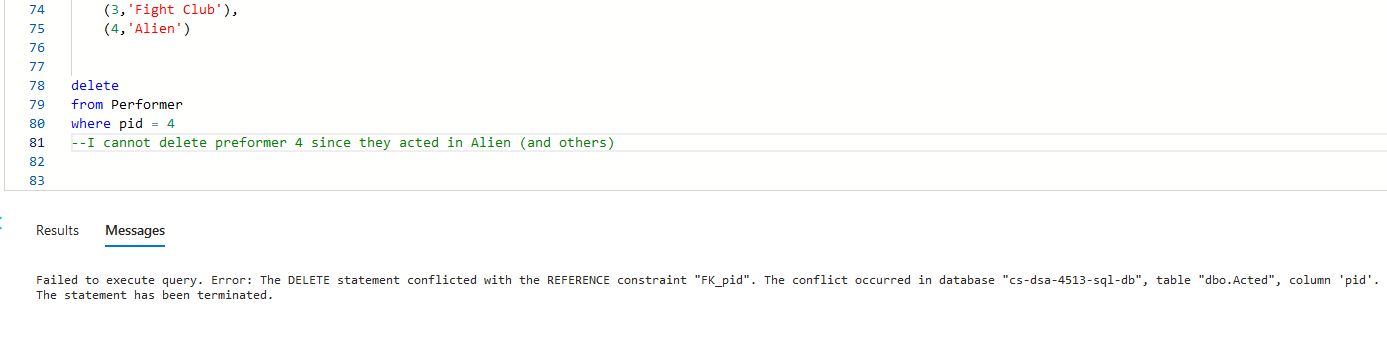 74 (3,'Fight Club'),
75 (4,'Alien')
76
77
78 delete
79 from Performer
80 where pid = 4
81 --I cannot delete preformer 4 since they acted in Alien (and others)
82
83
Results Messages
Failed to execute query. Error: The DELETE statement conflicted with the REFERENCE constraint "FK_pid". The conflict occurred in database "cs-dsa-4513-sql-db", table "dbo.Acted", column 'pid'.
The statement has been terminated.